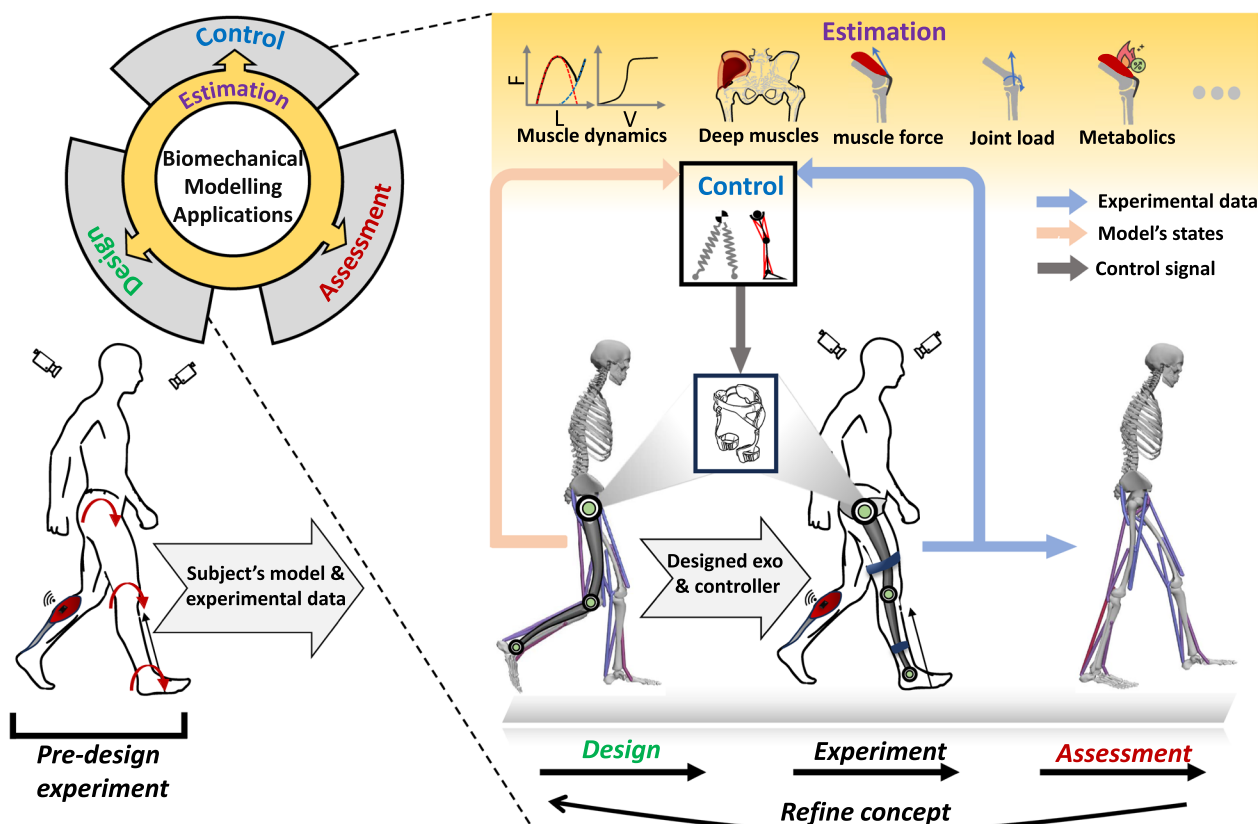 Control
Estimation
Biomechanical
Modelling
Applications
Design
Assessment
Estimation
F
L
V
Muscle dynamics
Deep muscles
muscle force
Joint load
Metabolics
Control
Experimental data
Model's states
Control signal
Subject's model &
experimental data
Designed exo
& controller
Pre-design
experiment
Design
Experiment
Assessment
Refine concept